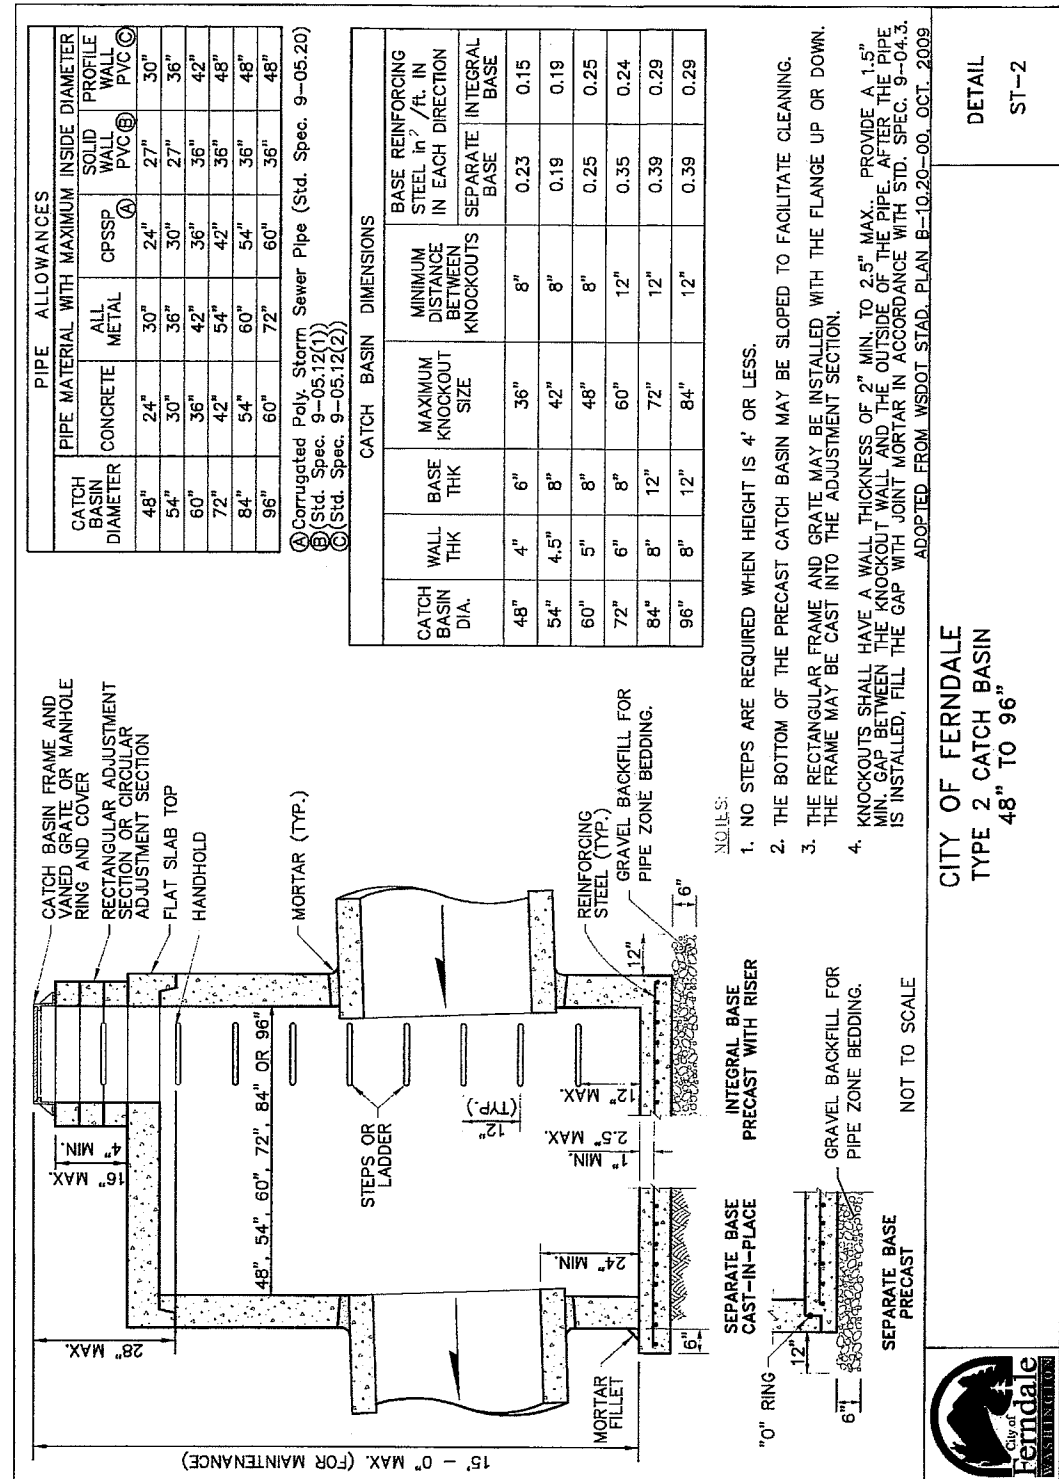 CATCH BASIN FRAME AND
VANED GRATE OR MANHOLE
RING AND COVER
RECTANGULAR ADJUSTMENT
SECTION OR CIRCULAR
ADJUSTMENT SECTION
FLAT SLAB TOP
HANDHOLD
MORTAR (TYP.)
REINFORCING
STEEL (TYP.)
GRAVEL BACKFILL FOR
PIPE ZONE BEDDING.
28" MAX.
16" MAX.
4" MIN.
15' – 0" MAX. (FOR MAINTENANCE)
48", 54", 60", 72", 84" OR 96"
STEPS OR
LADDER
12"
(TYP.)
12" MAX.
24" MIN.
1" MIN.
2.5" MAX.
MORTAR
FILLET
6"
12"
6"
SEPARATE BASE
CAST-IN-PLACE
INTEGRAL BASE
PRECAST WITH RISER
"O" RING
12"
6"
GRAVEL BACKFILL FOR
PIPE ZONE BEDDING.
SEPARATE BASE
PRECAST
NOT TO SCALE
PIPE ALLOWANCES
CATCH BASIN DIAMETER
PIPE MATERIAL WITH MAXIMUM INSIDE DIAMETER
CONCRETE ALL METAL CPSSP Ⓐ SOLID WALL PVC Ⓑ PROFILE WALL PVC Ⓒ
48" 24" 30" 24" 27" 30"
54" 30" 36" 30" 27" 36"
60" 36" 42" 36" 36" 42"
72" 42" 54" 42" 36" 48"
84" 54" 60" 54" 36" 48"
96" 60" 72" 60" 36" 48"
Ⓐ Corrugated Poly. Storm Sewer Pipe (Std. Spec. 9–05.20)
Ⓑ (Std. Spec. 9–05.12(1))
Ⓒ (Std. Spec. 9–05.12(2))
CATCH BASIN DIMENSIONS
CATCH BASIN DIA. WALL THK BASE THK MAXIMUM KNOCKOUT SIZE MINIMUM DISTANCE BETWEEN KNOCKOUTS BASE REINFORCING STEEL in² /ft. IN IN EACH DIRECTION
SEPARATE BASE INTEGRAL BASE
48" 4" 6" 36" 8" 0.23 0.15
54" 4.5" 8" 42" 8" 0.19 0.19
60" 5" 8" 48" 8" 0.25 0.25
72" 6" 8" 60" 12" 0.35 0.24
84" 8" 12" 72" 12" 0.39 0.29
96" 8" 12" 84" 12" 0.39 0.29
NOTES:
1. NO STEPS ARE REQUIRED WHEN HEIGHT IS 4' OR LESS.
2. THE BOTTOM OF THE PRECAST CATCH BASIN MAY BE SLOPED TO FACILITATE CLEANING.
3. THE RECTANGULAR FRAME AND GRATE MAY BE INSTALLED WITH THE FLANGE UP OR DOWN.
THE FRAME MAY BE CAST INTO THE ADJUSTMENT SECTION.
4. KNOCKOUTS SHALL HAVE A WALL THICKNESS OF 2" MIN. TO 2.5" MAX.. PROVIDE A 1.5"
MIN. GAP BETWEEN THE KNOCKOUT WALL AND THE OUTSIDE OF THE PIPE. AFTER THE PIPE
IS INSTALLED, FILL THE GAP WITH JOINT MORTAR IN ACCORDANCE WITH STD. SPEC. 9–04.3.
ADOPTED FROM WSDOT STAD. PLAN B–10.20–00, OCT. 2009
City of
Ferndale
WASHINGTON
CITY OF FERNDALE
TYPE 2 CATCH BASIN
48" TO 96"
DETAIL
ST–2